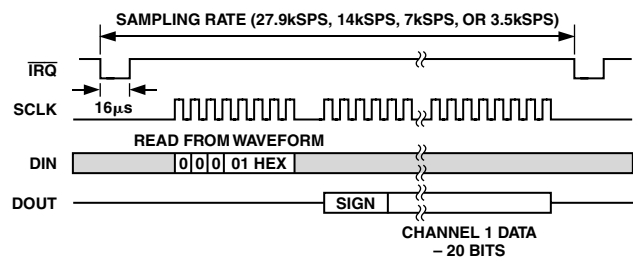 SAMPLING RATE (27.9kSPS, 14kSPS, 7kSPS, OR 3.5kSPS)
IRQ
16μs
SCLK
READ FROM WAVEFORM
DIN
0 0 0 01 HEX
DOUT
SIGN
CHANNEL 1 DATA
– 20 BITS